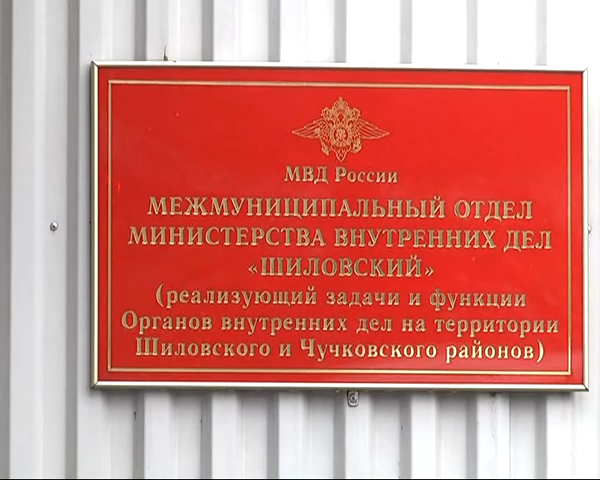 МВД России
МЕЖМУНИЦИПАЛЬНЫЙ ОТДЕЛ
МИНИСТЕРСТВА ВНУТРЕННИХ ДЕЛ
«ШИЛОВСКИЙ»
(реализующий задачи и функции
Органов внутренних дел на территории
Шиловского и Чучковского районов)